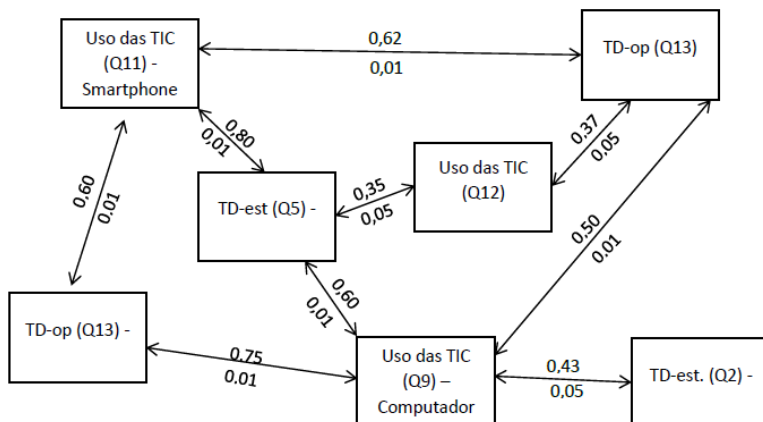 Uso das TIC
(Q11) -
Smartphone
0,62
0,01
TD-op (Q13)
0,80
0,01
0,37
0,05
0,60
0.01
TD-est (Q5) -
0,35
0,05
Uso das TIC
(Q12)
0,50
0.01
0,60
0,01
TD-op (Q13) -
0,75
0.01
Uso das TIC
(Q9) –
Computador
0,43
0,05
TD-est. (Q2) -